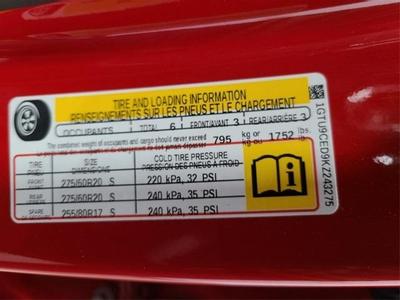 TIRE AND LOADING INFORMATION
RENSEIGNEMENTS SUR LES PNEUS ET LE CHARGEMENT
OCCUPANTS TOTAL 6 FRONT/AVANT 3 REAR/ARRIÈRE 3
The combined weight of occupants and cargo should never exceed 795 kg or kg ou 1752 lbs.
TIRE SIZE COLD TIRE PRESSURE
PNEU DIMENSIONS PRESSION DES PNEUS À FROID
FRONT 275/60R20 S 220 kPa, 32 PSI
REAR 275/60R20 S 240 kPa, 35 PSI
SPARE 255/80R17 S 240 kPa, 35 PSI
1GTU9CED9KZ243275